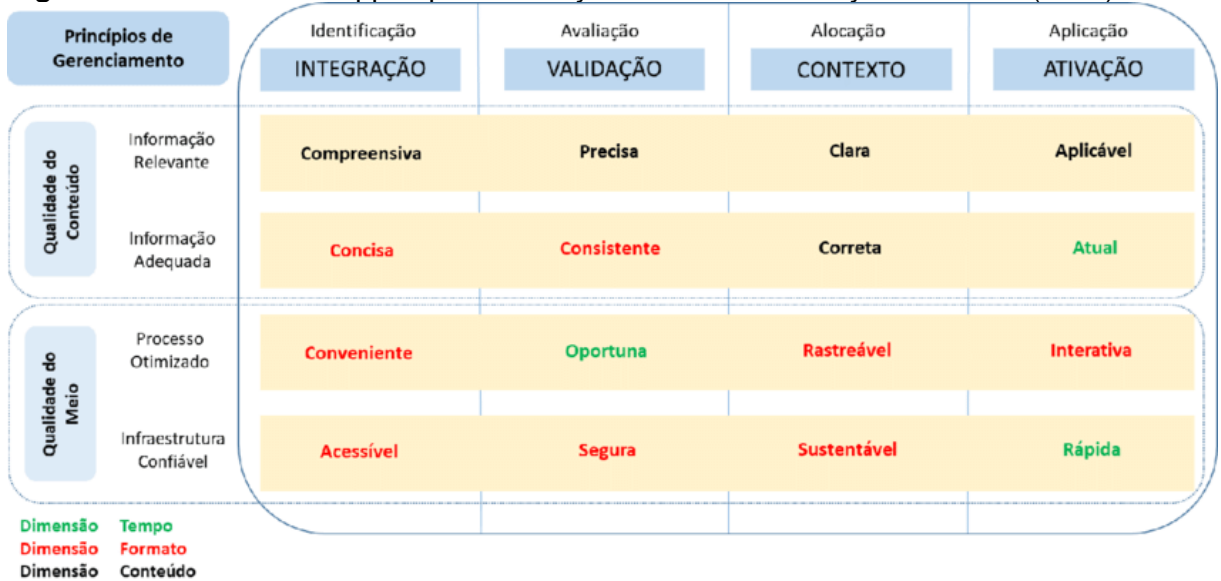 Princípios de
Gerenciamento
Identificação
Avaliação
Alocação
Aplicação
INTEGRAÇÃO
VALIDAÇÃO
CONTEXTO
ATIVAÇÃO
Qualidade do
Conteúdo
Informação
Relevante
Compreensiva
Precisa
Clara
Aplicável
Informação
Adequada
Concisa
Consistente
Correta
Atual
Qualidade do
Meio
Processo
Otimizado
Conveniente
Oportuna
Rastreável
Interativa
Infraestrutura
Confiável
Acessível
Segura
Sustentável
Rápida
Dimensão Tempo
Dimensão Formato
Dimensão Conteúdo